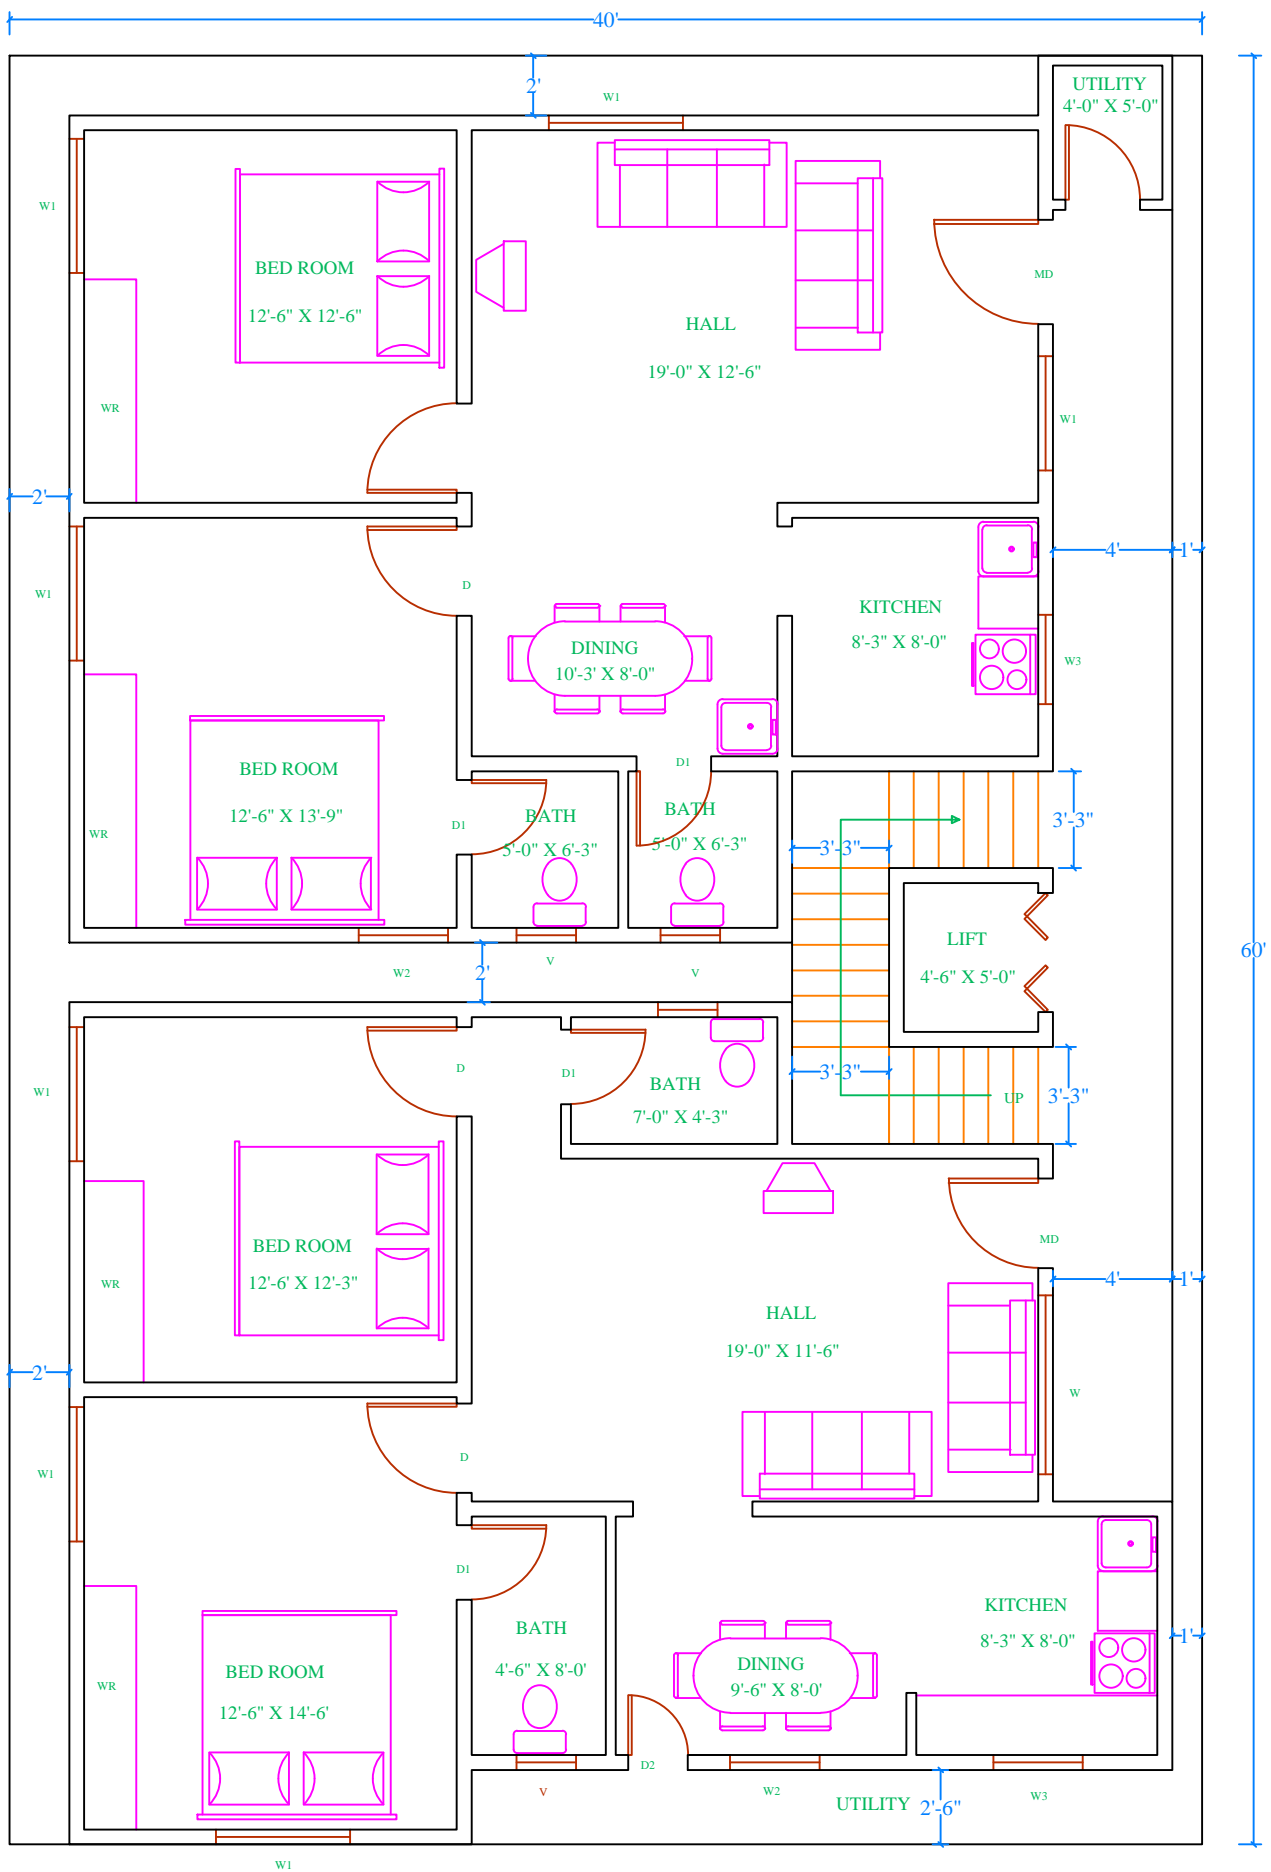 40'
2'
W1
UTILITY
4'-0" X 5'-0"
W1
BED ROOM
12'-6" X 12'-6"
MD
HALL
19'-0" X 12'-6"
WR
W1
2'
4'
1'
W1
D
KITCHEN
8'-3" X 8'-0"
DINING
10'-3' X 8'-0"
W3
D1
BED ROOM
12'-6" X 13'-9"
WR
D1
BATH
5'-0" X 6'-3"
BATH
5'-0" X 6'-3"
3'-3"
3'-3"
LIFT
4'-6" X 5'-0"
60'
W2
2'
V
V
W1
D
D1
BATH
7'-0" X 4'-3"
3'-3"
UP
3'-3"
BED ROOM
12'-6' X 12'-3"
WR
MD
4'
1'
HALL
19'-0" X 11'-6"
2'
W
W1
D
D1
BATH
4'-6" X 8'-0'
KITCHEN
8'-3" X 8'-0"
1'
DINING
9'-6" X 8'-0'
BED ROOM
12'-6" X 14'-6'
WR
V
D2
W2
W3
UTILITY
2'-6"
W1